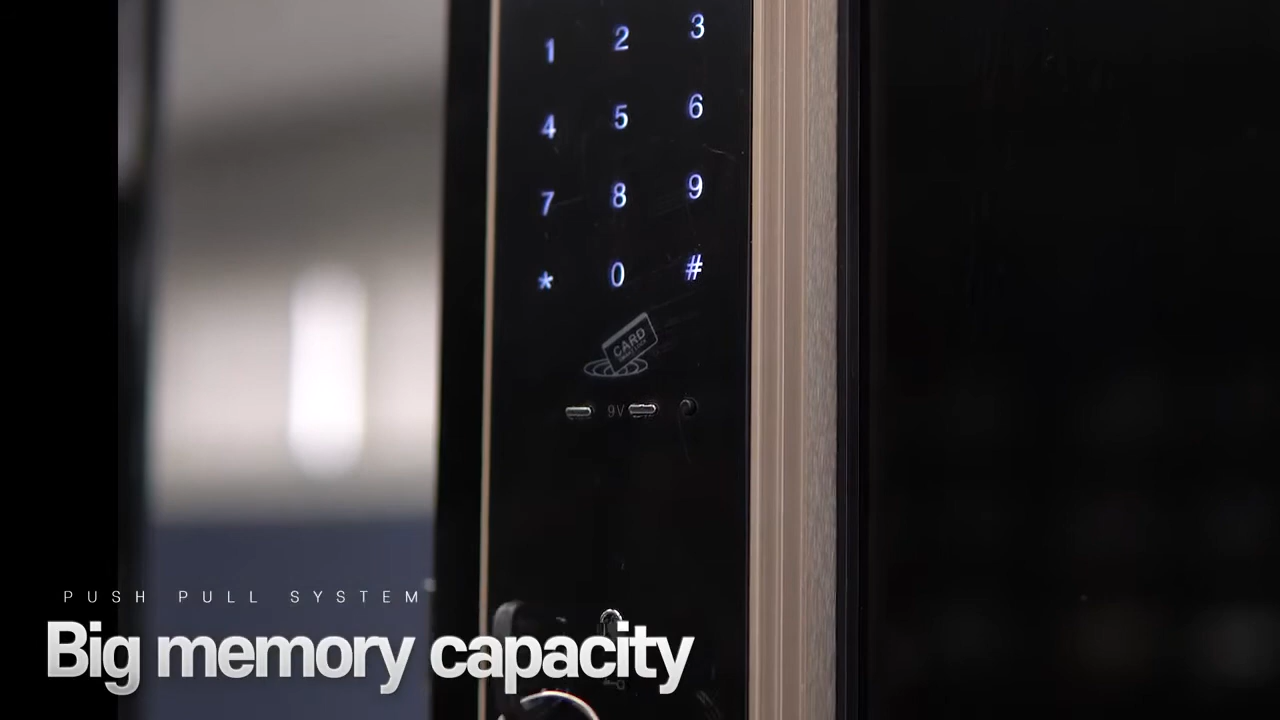 1 2 3
4 5 6
7 8 9
* 0 #
CARD
9V
PUSH PULL SYSTEM
Big memory capacity